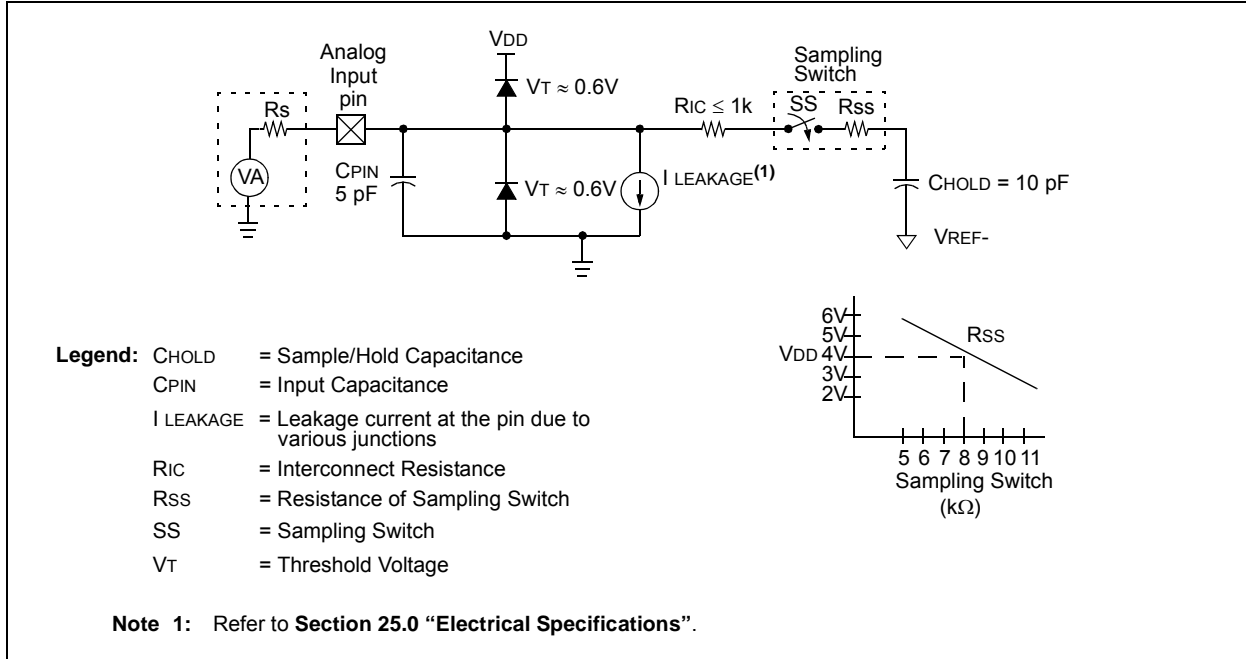 VDD
Analog
Input
pin
VT ≈ 0.6V
Sampling
Switch
Rs
RIC ≤ 1k
SS
Rss
VA
CPIN
5 pF
VT ≈ 0.6V
I LEAKAGE(1)
CHOLD = 10 pF
VREF-
6V
5V
VDD 4V
3V
2V
RSS
5 6 7 8 9 10 11
Sampling Switch
(kΩ)
Legend: CHOLD = Sample/Hold Capacitance
CPIN = Input Capacitance
I LEAKAGE = Leakage current at the pin due to
various junctions
RIC = Interconnect Resistance
RSS = Resistance of Sampling Switch
SS = Sampling Switch
VT = Threshold Voltage
Note 1: Refer to Section 25.0 “Electrical Specifications”.